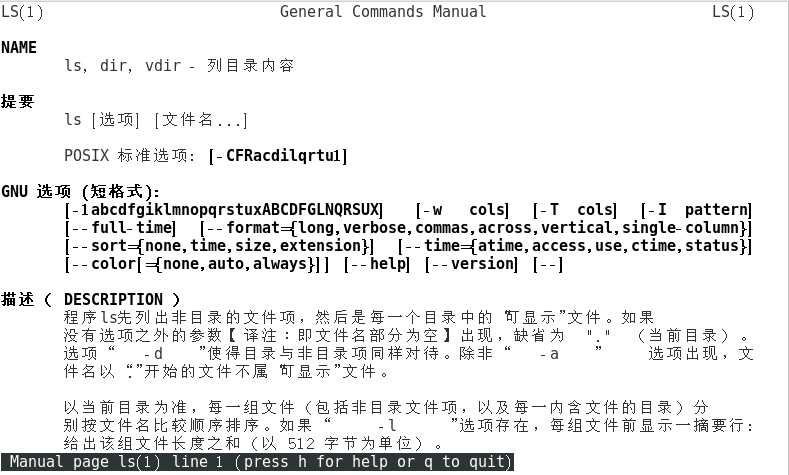 LS(1) General Commands Manual LS(1)
NAME
ls, dir, vdir - 列目录内容
提要
ls [选项] [文件名...]
POSIX 标准选项: [-CFRacdilqrtu1]
GNU 选项 (短格式):
[-1abcdfgiklmnopqrstuxABCDFGLNQRSUX] [-w cols] [-T cols] [-I pattern]
[--full-time] [--format={long,verbose,commas,across,vertical,single-column}]
[--sort={none,time,size,extension}] [--time={atime,access,use,ctime,status}]
[--color[={none,auto,always}]] [--help] [--version] [--]
描述 ( DESCRIPTION )
程序ls先列出非目录的文件项，然后是每一个目录中的“可显示”文件。如果
没有选项之外的参数【译注：即文件名部分为空】出现，缺省为 "." （当前目录）。
选项“ -d ”使得目录与非目录项同样对待。除非“ -a ” 选项出现，文
件名以“.”开始的文件不属“可显示”文件。
以当前目录为准，每一组文件（包括非目录文件项，以及每一内含文件的目录）分
别按文件名比较顺序排序。如果“ -l ”选项存在，每组文件前显示一摘要行：
给出该组文件长度之和（以 512 字节为单位）。
Manual page ls(1) line 1 (press h for help or q to quit)